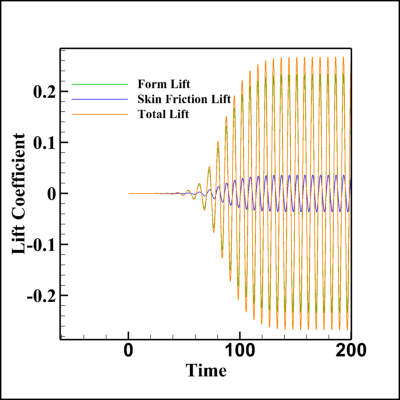 Form Lift
Skin Friction Lift
Total Lift
Lift Coefficient
0.2
0.1
0
-0.1
-0.2
0 100 200
Time